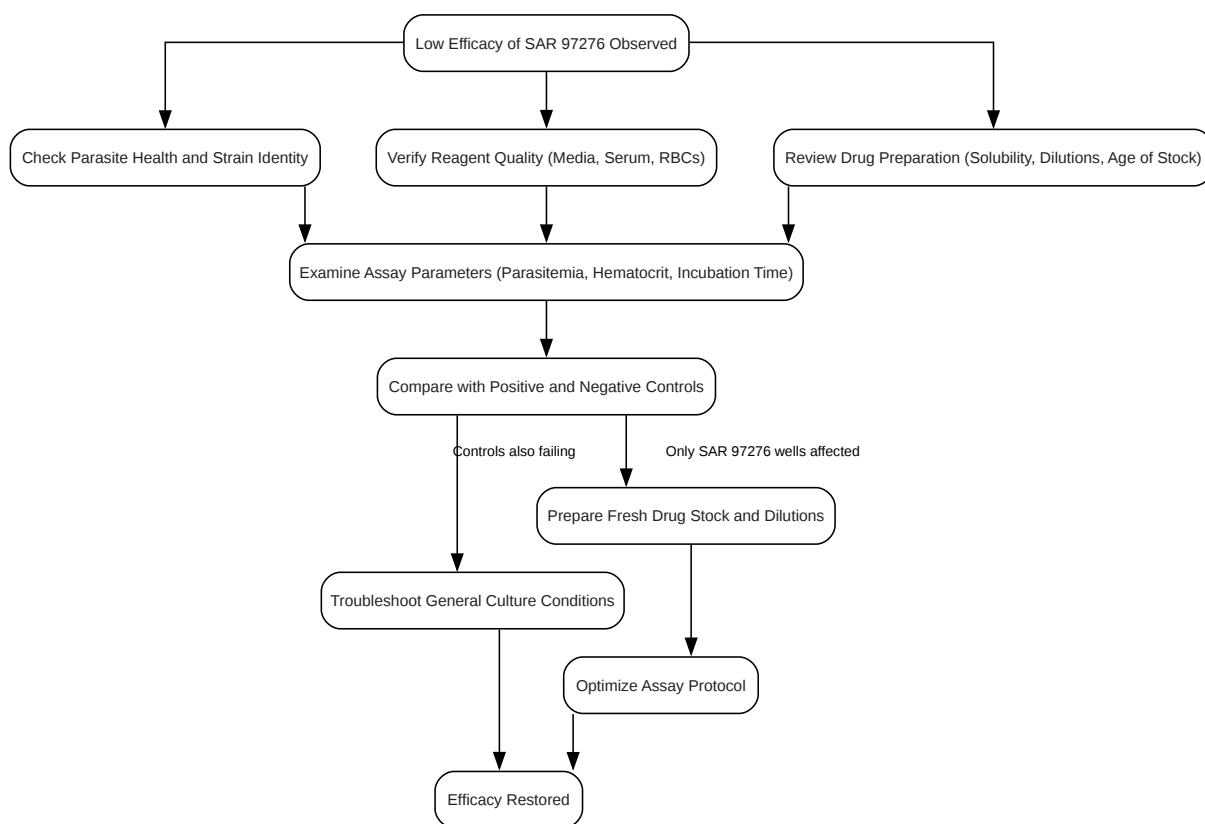 Low Efficacy of SAR 97276 Observed
Check Parasite Health and Strain Identity
Verify Reagent Quality (Media, Serum, RBCs)
Review Drug Preparation (Solubility, Dilutions, Age of Stock)
Examine Assay Parameters (Parasitemia, Hematocrit, Incubation Time)
Compare with Positive and Negative Controls
Controls also failing
Only SAR 97276 wells affected
Prepare Fresh Drug Stock and Dilutions
Troubleshoot General Culture Conditions
Optimize Assay Protocol
Efficacy Restored